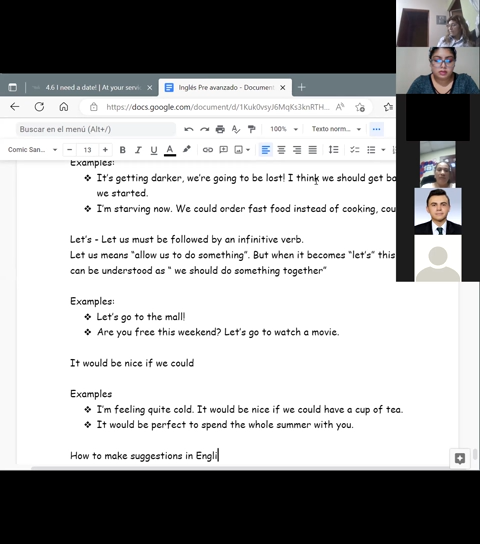 4.6 I need a date! | At your servic
Inglés Pre avanzado - Document
https://docs.google.com/document/d/1Kuk0vsyJ6MqKs3knRTH...
Buscar en el menú (Alt+/)
100%
Texto norm...
Comic San...
13
B I U A
Examples:
❖ It's getting darker, we're going to be lost! I think we should get ba
we started.
❖ I'm starving now. We could order fast food instead of cooking, cou
Let's - Let us must be followed by an infinitive verb.
Let us means "allow us to do something". But when it becomes "let's" this
can be understood as " we should do something together"
Examples:
❖ Let's go to the mall!
❖ Are you free this weekend? Let's go to watch a movie.
It would be nice if we could
Examples
❖ I'm feeling quite cold. It would be nice if we could have a cup of tea.
❖ It would be perfect to spend the whole summer with you.
How to make suggestions in Engli